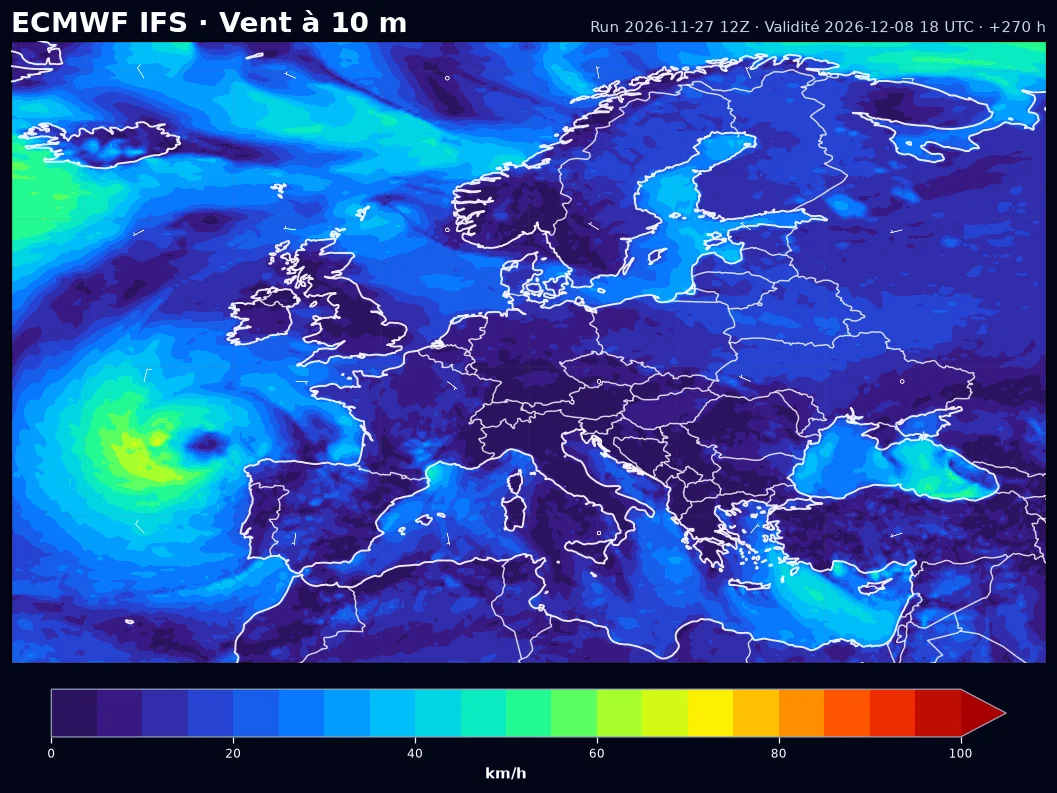 ECMWF IFS · Vent à 10 m
Run 2026-11-27 12Z · Validité 2026-12-08 18 UTC · +270 h
0 20 40 60 80 100
km/h